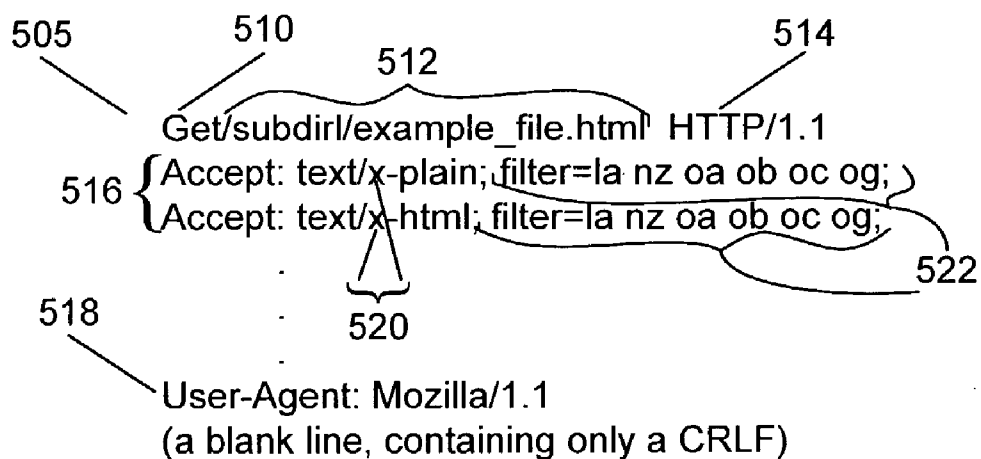 505 510 512 514
Get/subdirl/example_file.html HTTP/1.1
516 Accept: text/x-plain; filter=la nz oa ob oc og;
Accept: text/x-html; filter=la nz oa ob oc og;
522
520
518
User-Agent: Mozilla/1.1
(a blank line, containing only a CRLF)